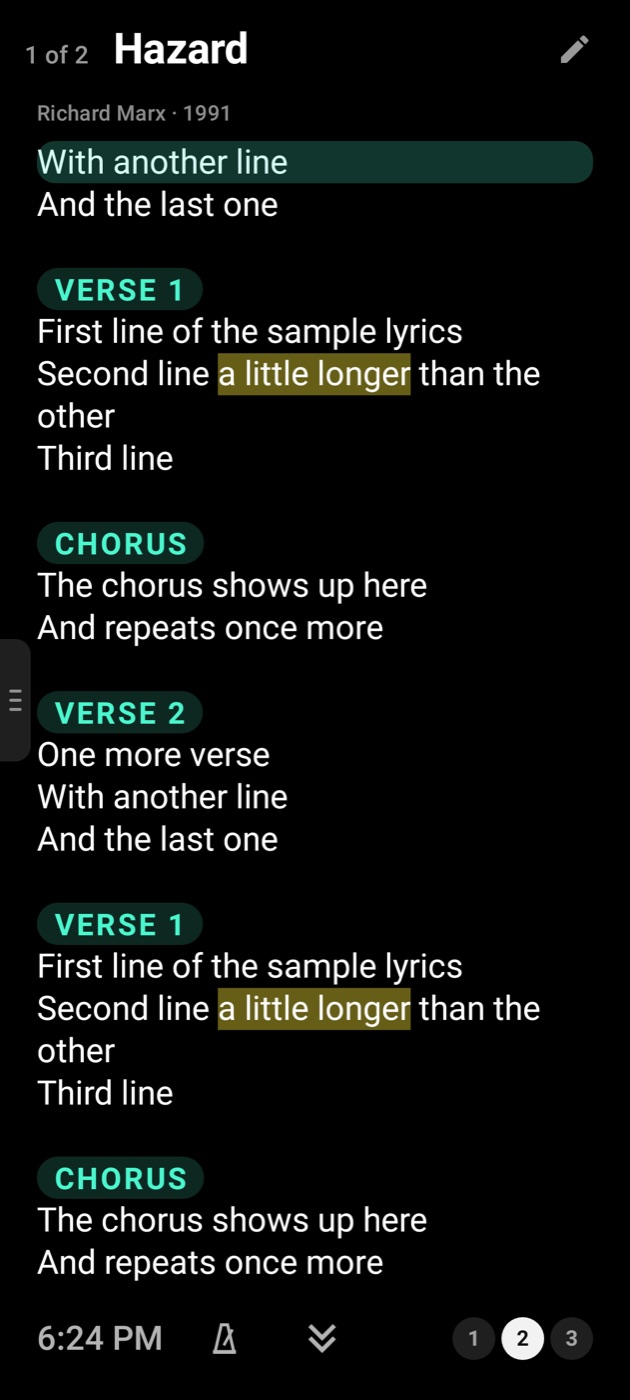 1 of 2 Hazard
Richard Marx · 1991
With another line
And the last one
VERSE 1
First line of the sample lyrics
Second line a little longer than the
other
Third line
CHORUS
The chorus shows up here
And repeats once more
VERSE 2
One more verse
With another line
And the last one
VERSE 1
First line of the sample lyrics
Second line a little longer than the
other
Third line
CHORUS
The chorus shows up here
And repeats once more
6:24 PM 1 2 3